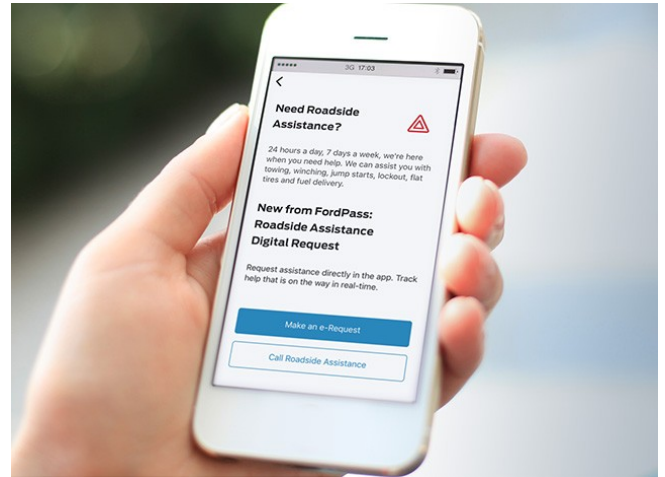 3G 17:03
Need Roadside
Assistance?
24 hours a day, 7 days a week, we're here
when you need help. We can assist you with
towing, winching, jump starts, lockout, flat
tires and fuel delivery.
New from FordPass:
Roadside Assistance
Digital Request
Request assistance directly in the app. Track
help that is on the way in real-time.
Make an e-Request
Call Roadside Assistance